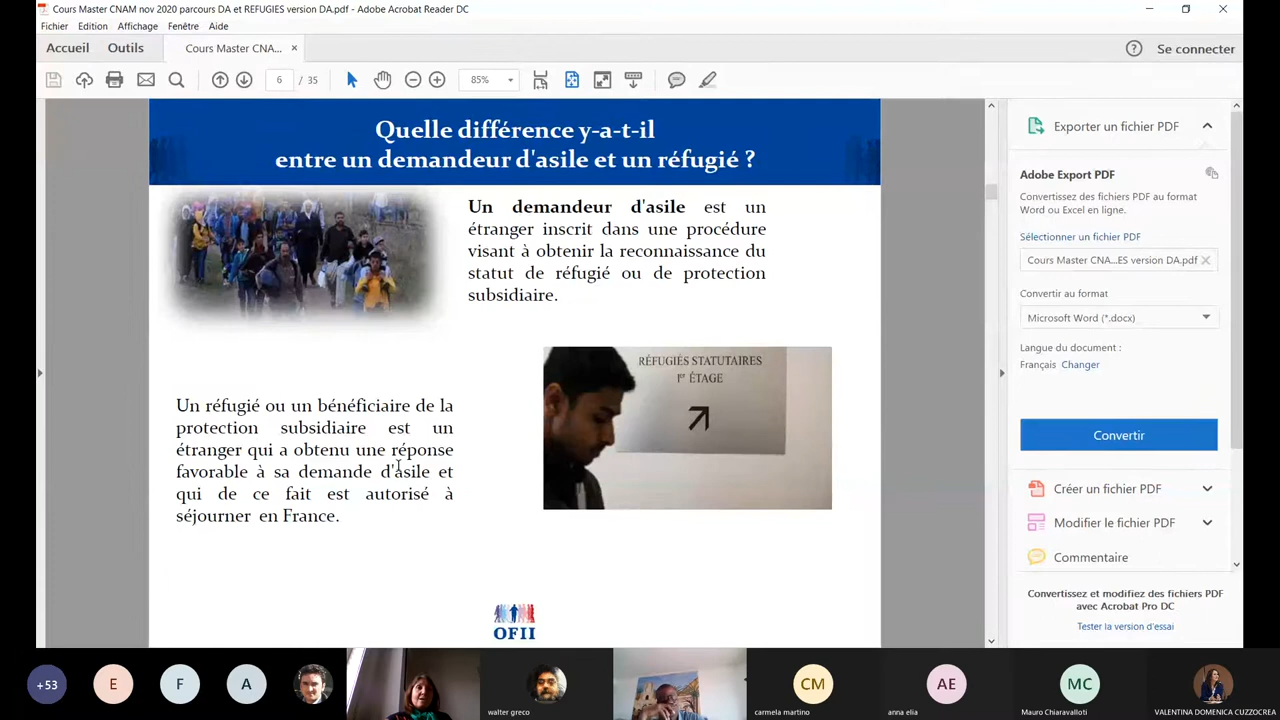 Cours Master CNAM nov 2020 parcours DA et REFUGIES version DA.pdf - Adobe Acrobat Reader DC
Fichier Edition Affichage Fenêtre Aide
Accueil Outils Cours Master CNA... × Se connecter
6 / 35 85%
Quelle différence y-a-t-il
entre un demandeur d'asile et un réfugié ?
Un demandeur d'asile est un
étranger inscrit dans une procédure
visant à obtenir la reconnaissance du
statut de réfugié ou de protection
subsidiaire.
RÉFUGIÉS STATUTAIRES
1er ÉTAGE
Un réfugié ou un bénéficiaire de la
protection subsidiaire est un
étranger qui a obtenu une réponse
favorable à sa demande d'asile et
qui de ce fait est autorisé à
séjourner en France.
OFII
Exporter un fichier PDF
Adobe Export PDF
Convertissez des fichiers PDF au format
Word ou Excel en ligne.
Sélectionner un fichier PDF
Cours Master CNA...ES version DA.pdf ×
Convertir au format
Microsoft Word (*.docx)
Langue du document :
Français Changer
Convertir
Créer un fichier PDF
Modifier le fichier PDF
Commentaire
Convertissez et modifiez des fichiers PDF
avec Acrobat Pro DC
Tester la version d'essai
+53 E F A CM AE MC
walter greco carmela martino anna elia Mauro Chiaravalloti VALENTINA DOMENICA CUZZOCREA